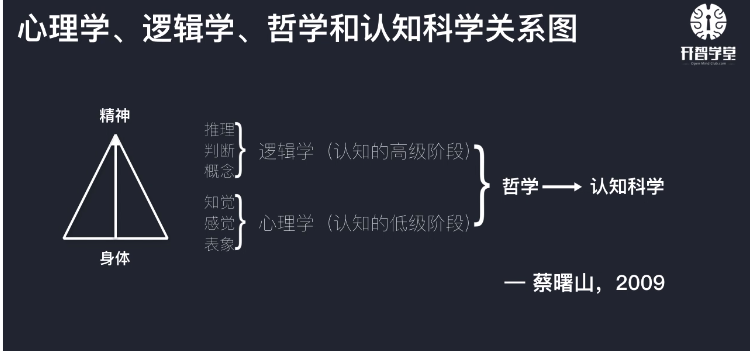 心理学、逻辑学、哲学和认知科学关系图
开智学堂
精神
身体
推理
判断
概念
逻辑学（认知的高级阶段）
知觉
感觉
表象
心理学（认知的低级阶段）
哲学
认知科学
— 蔡曙山，2009